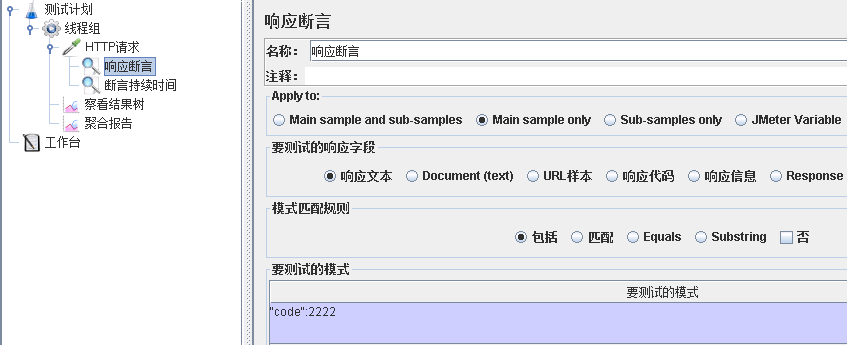 测试计划
线程组
HTTP请求
响应断言
断言持续时间
察看结果树
聚合报告
工作台
响应断言
名称： 响应断言
注释：
Apply to:
Main sample and sub-samples Main sample only Sub-samples only JMeter Variable
要测试的响应字段
响应文本 Document (text) URL样本 响应代码 响应信息 Response
模式匹配规则
包括 匹配 Equals Substring 否
要测试的模式
要测试的模式
"code":2222